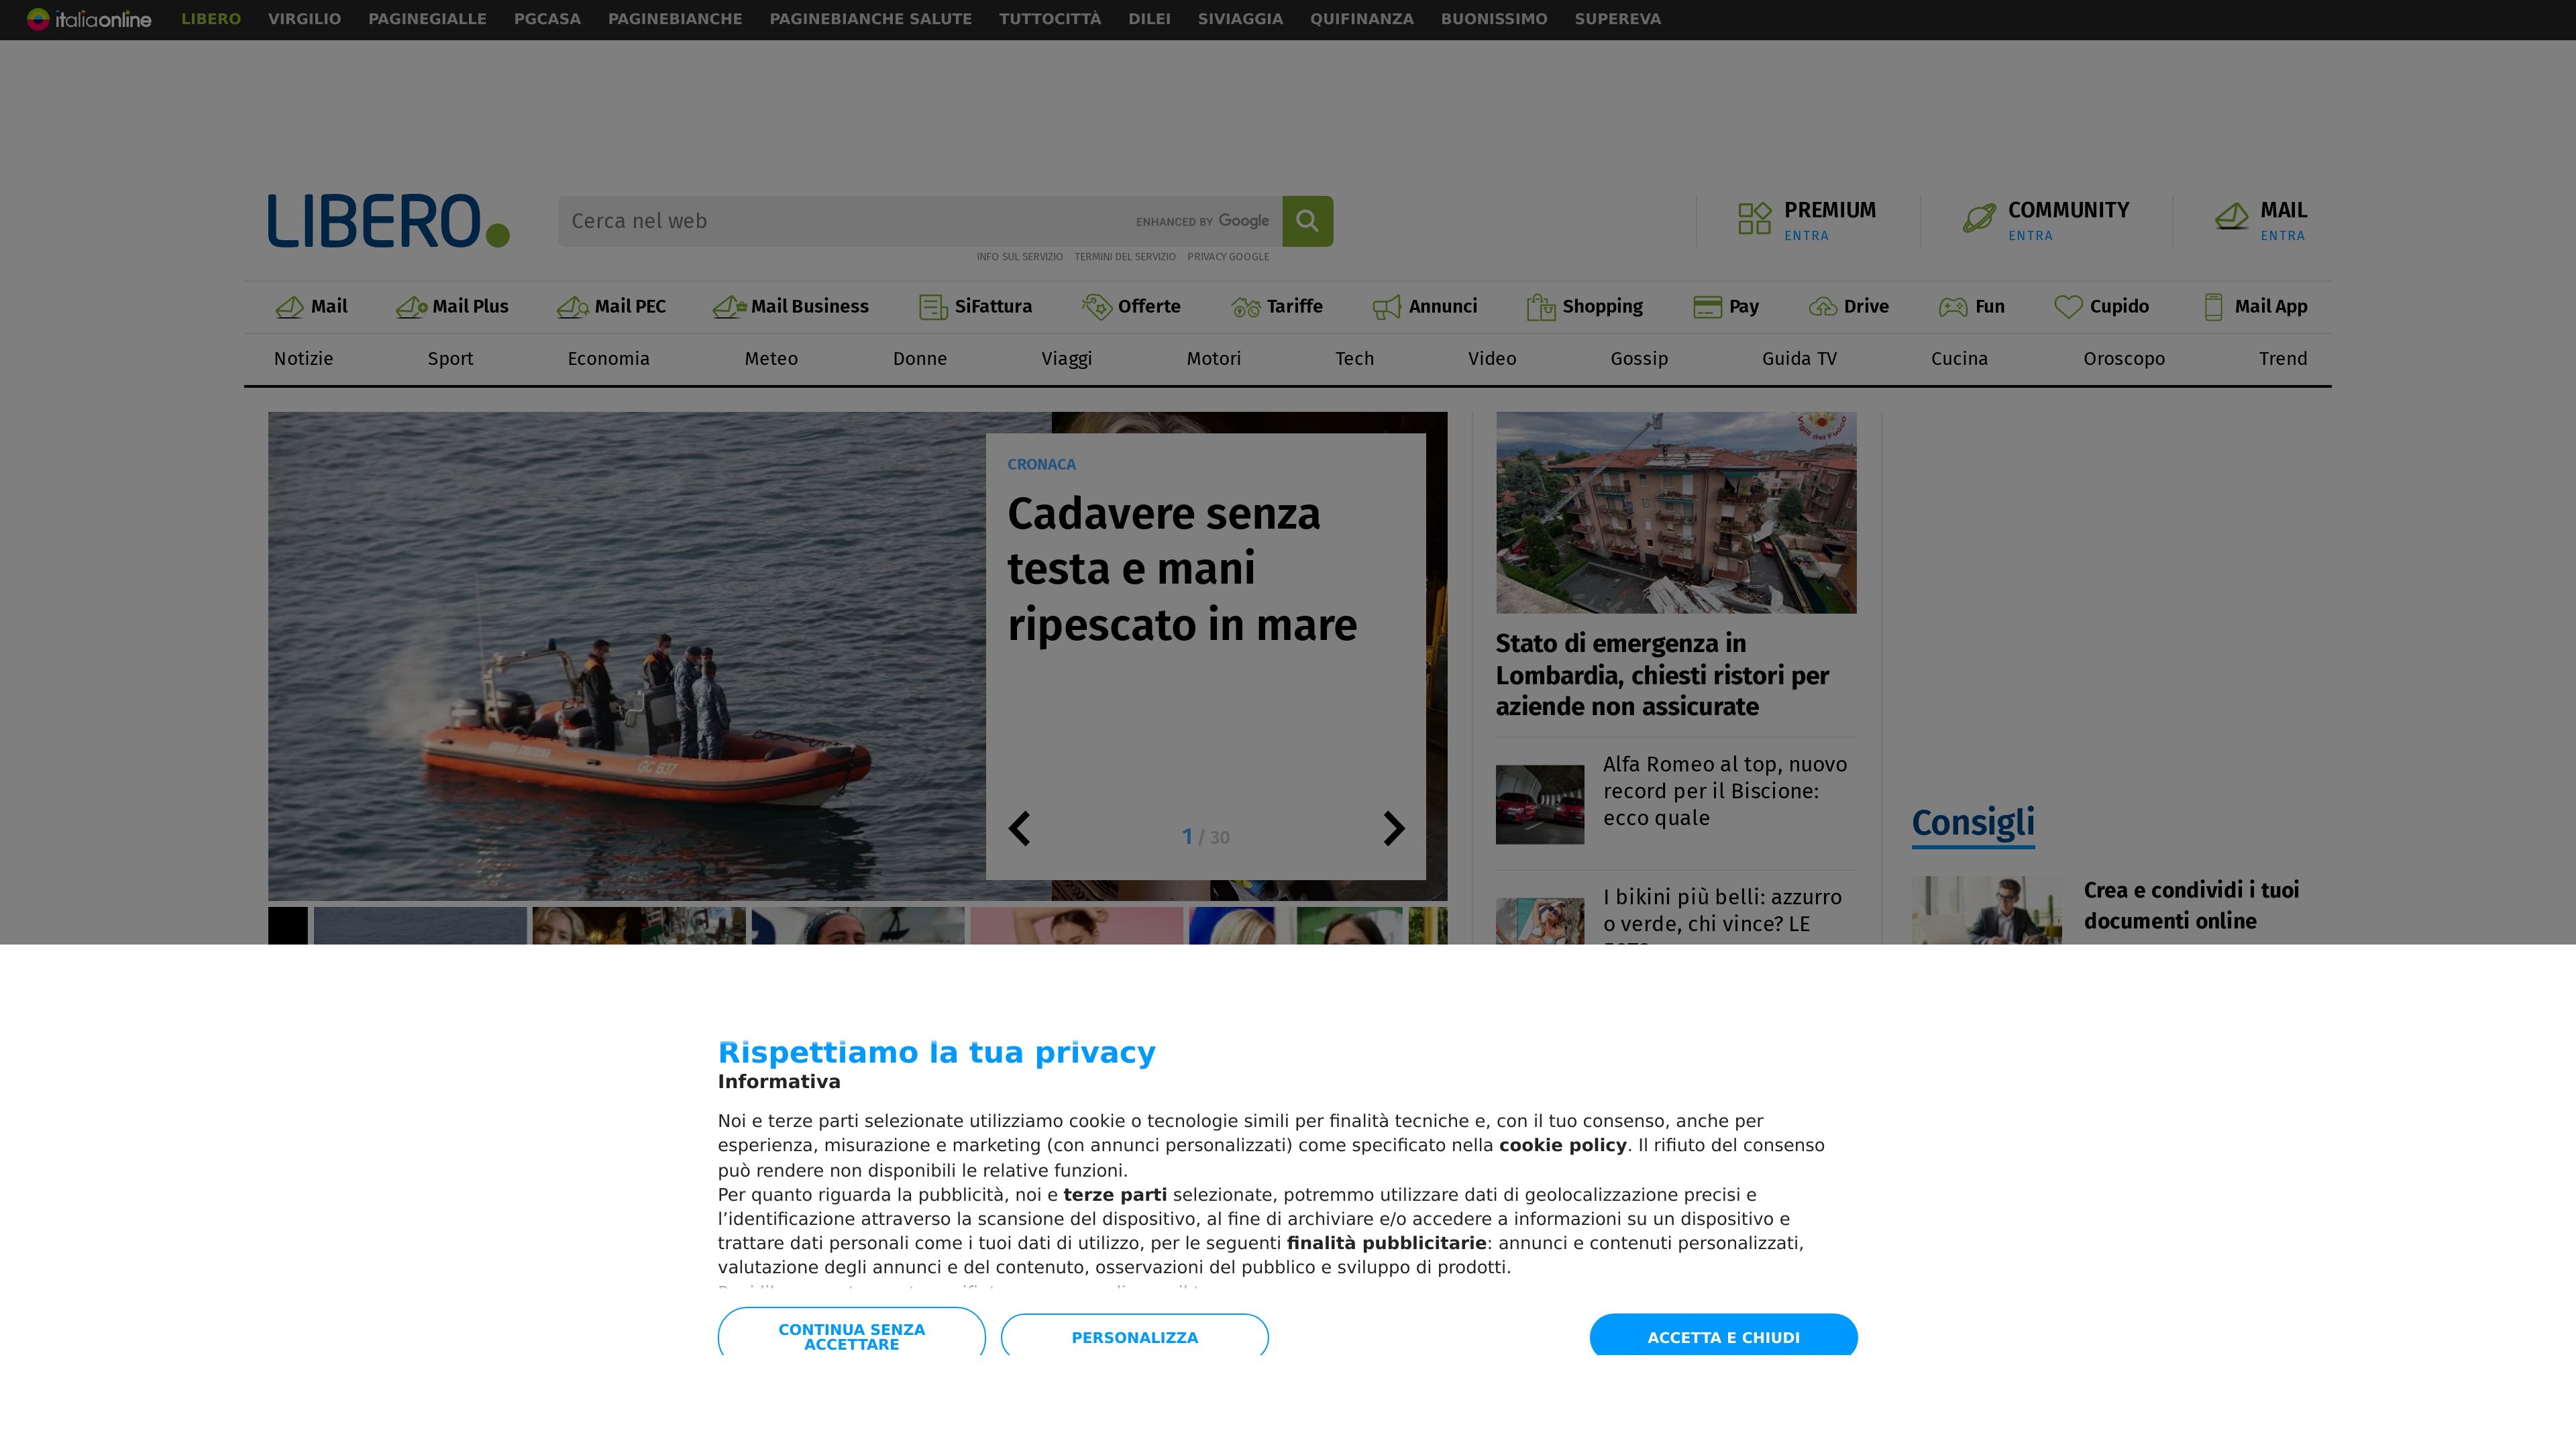 italiaonline LIBERO VIRGILIO PAGINEGIALLE PGCASA PAGINEBIANCHE PAGINEBIANCHE SALUTE TUTTOCITTÀ DILEI SIVIAGGIA QUIFINANZA BUONISSIMO SUPEREVA
LIBERO
Cerca nel web
ENHANCED BY Google
INFO SUL SERVIZIO TERMINI DEL SERVIZIO PRIVACY GOOGLE
PREMIUM
ENTRA
COMMUNITY
ENTRA
MAIL
ENTRA
Mail Mail Plus Mail PEC Mail Business SiFattura Offerte Tariffe Annunci Shopping Pay Drive Fun Cupido Mail App
Notizie Sport Economia Meteo Donne Viaggi Motori Tech Video Gossip Guida TV Cucina Oroscopo Trend
CRONACA
Cadavere senza
testa e mani
ripescato in mare
1 / 30
GC B37
Vigili del Fuoco
Stato di emergenza in
Lombardia, chiesti ristori per
aziende non assicurate
Alfa Romeo al top, nuovo
record per il Biscione:
ecco quale
I bikini più belli: azzurro
o verde, chi vince? LE
Consigli
Crea e condividi i tuoi
documenti online
Rispettiamo la tua privacy
Informativa
Noi e terze parti selezionate utilizziamo cookie o tecnologie simili per finalità tecniche e, con il tuo consenso, anche per
esperienza, misurazione e marketing (con annunci personalizzati) come specificato nella cookie policy. Il rifiuto del consenso
può rendere non disponibili le relative funzioni.
Per quanto riguarda la pubblicità, noi e terze parti selezionate, potremmo utilizzare dati di geolocalizzazione precisi e
l’identificazione attraverso la scansione del dispositivo, al fine di archiviare e/o accedere a informazioni su un dispositivo e
trattare dati personali come i tuoi dati di utilizzo, per le seguenti finalità pubblicitarie: annunci e contenuti personalizzati,
valutazione degli annunci e del contenuto, osservazioni del pubblico e sviluppo di prodotti.
CONTINUA SENZA
ACCETTARE
PERSONALIZZA
ACCETTA E CHIUDI